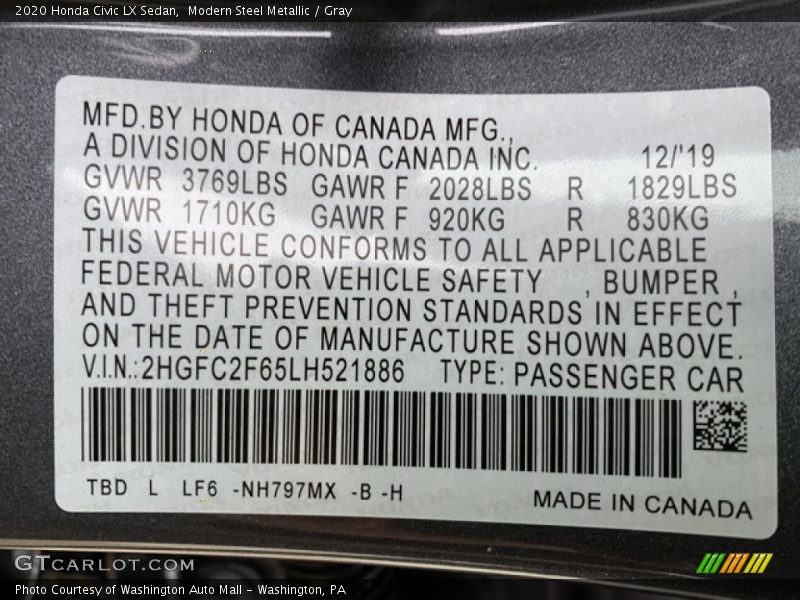 2020 Honda Civic LX Sedan, Modern Steel Metallic / Gray
MFD.BY HONDA OF CANADA MFG.,
A DIVISION OF HONDA CANADA INC. 12/'19
GVWR 3769LBS GAWR F 2028LBS R 1829LBS
GVWR 1710KG GAWR F 920KG R 830KG
THIS VEHICLE CONFORMS TO ALL APPLICABLE
FEDERAL MOTOR VEHICLE SAFETY , BUMPER ,
AND THEFT PREVENTION STANDARDS IN EFFECT
ON THE DATE OF MANUFACTURE SHOWN ABOVE.
V.I.N.:2HGFC2F65LH521886 TYPE: PASSENGER CAR
TBD L LF6 -NH797MX -B -H MADE IN CANADA
GTCARLOT.COM
Photo Courtesy of Washington Auto Mall - Washington, PA